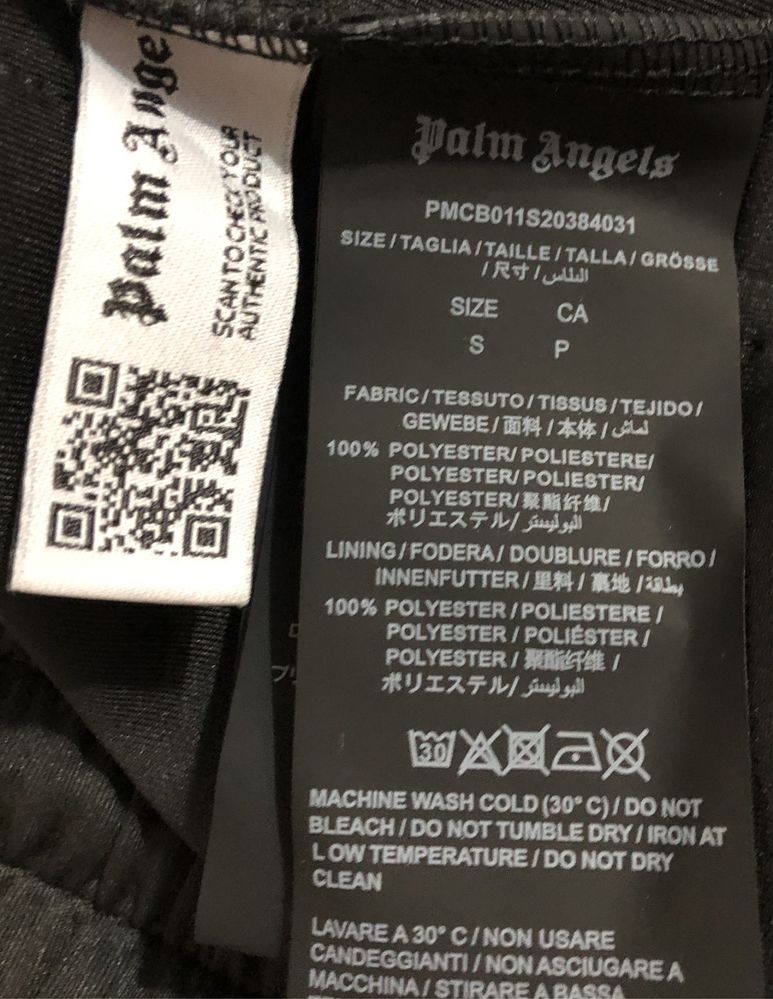 Palm Ange
SCAN TO CHECK YOUR
AUTHENTIC PRODUCT
Palm Angels
PMCB011S20384031
SIZE / TAGLIA / TAILLE / TALLA / GRÖSSE
/ 尺寸 /
SIZE CA
S P
FABRIC / TESSUTO / TISSUS / TEJIDO /
GEWEBE / 面料 / 本体 / لماش
100% POLYESTER/ POLIESTERE/
POLYESTER/ POLIESTER/
POLYESTER/ 聚酯纤维/
ポリエステル/ البوليستر
LINING / FODERA / DOUBLURE / FORRO /
INNENFUTTER / 里料 / 裏地 / بطانة
100% POLYESTER / POLIESTERE /
POLYESTER / POLIÉSTER /
POLYESTER / 聚酯纤维 /
ポリエステル/ البوليستر
30
MACHINE WASH COLD (30° C) / DO NOT
BLEACH / DO NOT TUMBLE DRY / IRON AT
LOW TEMPERATURE / DO NOT DRY
CLEAN
LAVARE A 30° C / NON USARE
CANDEGGIANTI / NON ASCIUGARE A
MACCHINA / STIRARE A BASSA